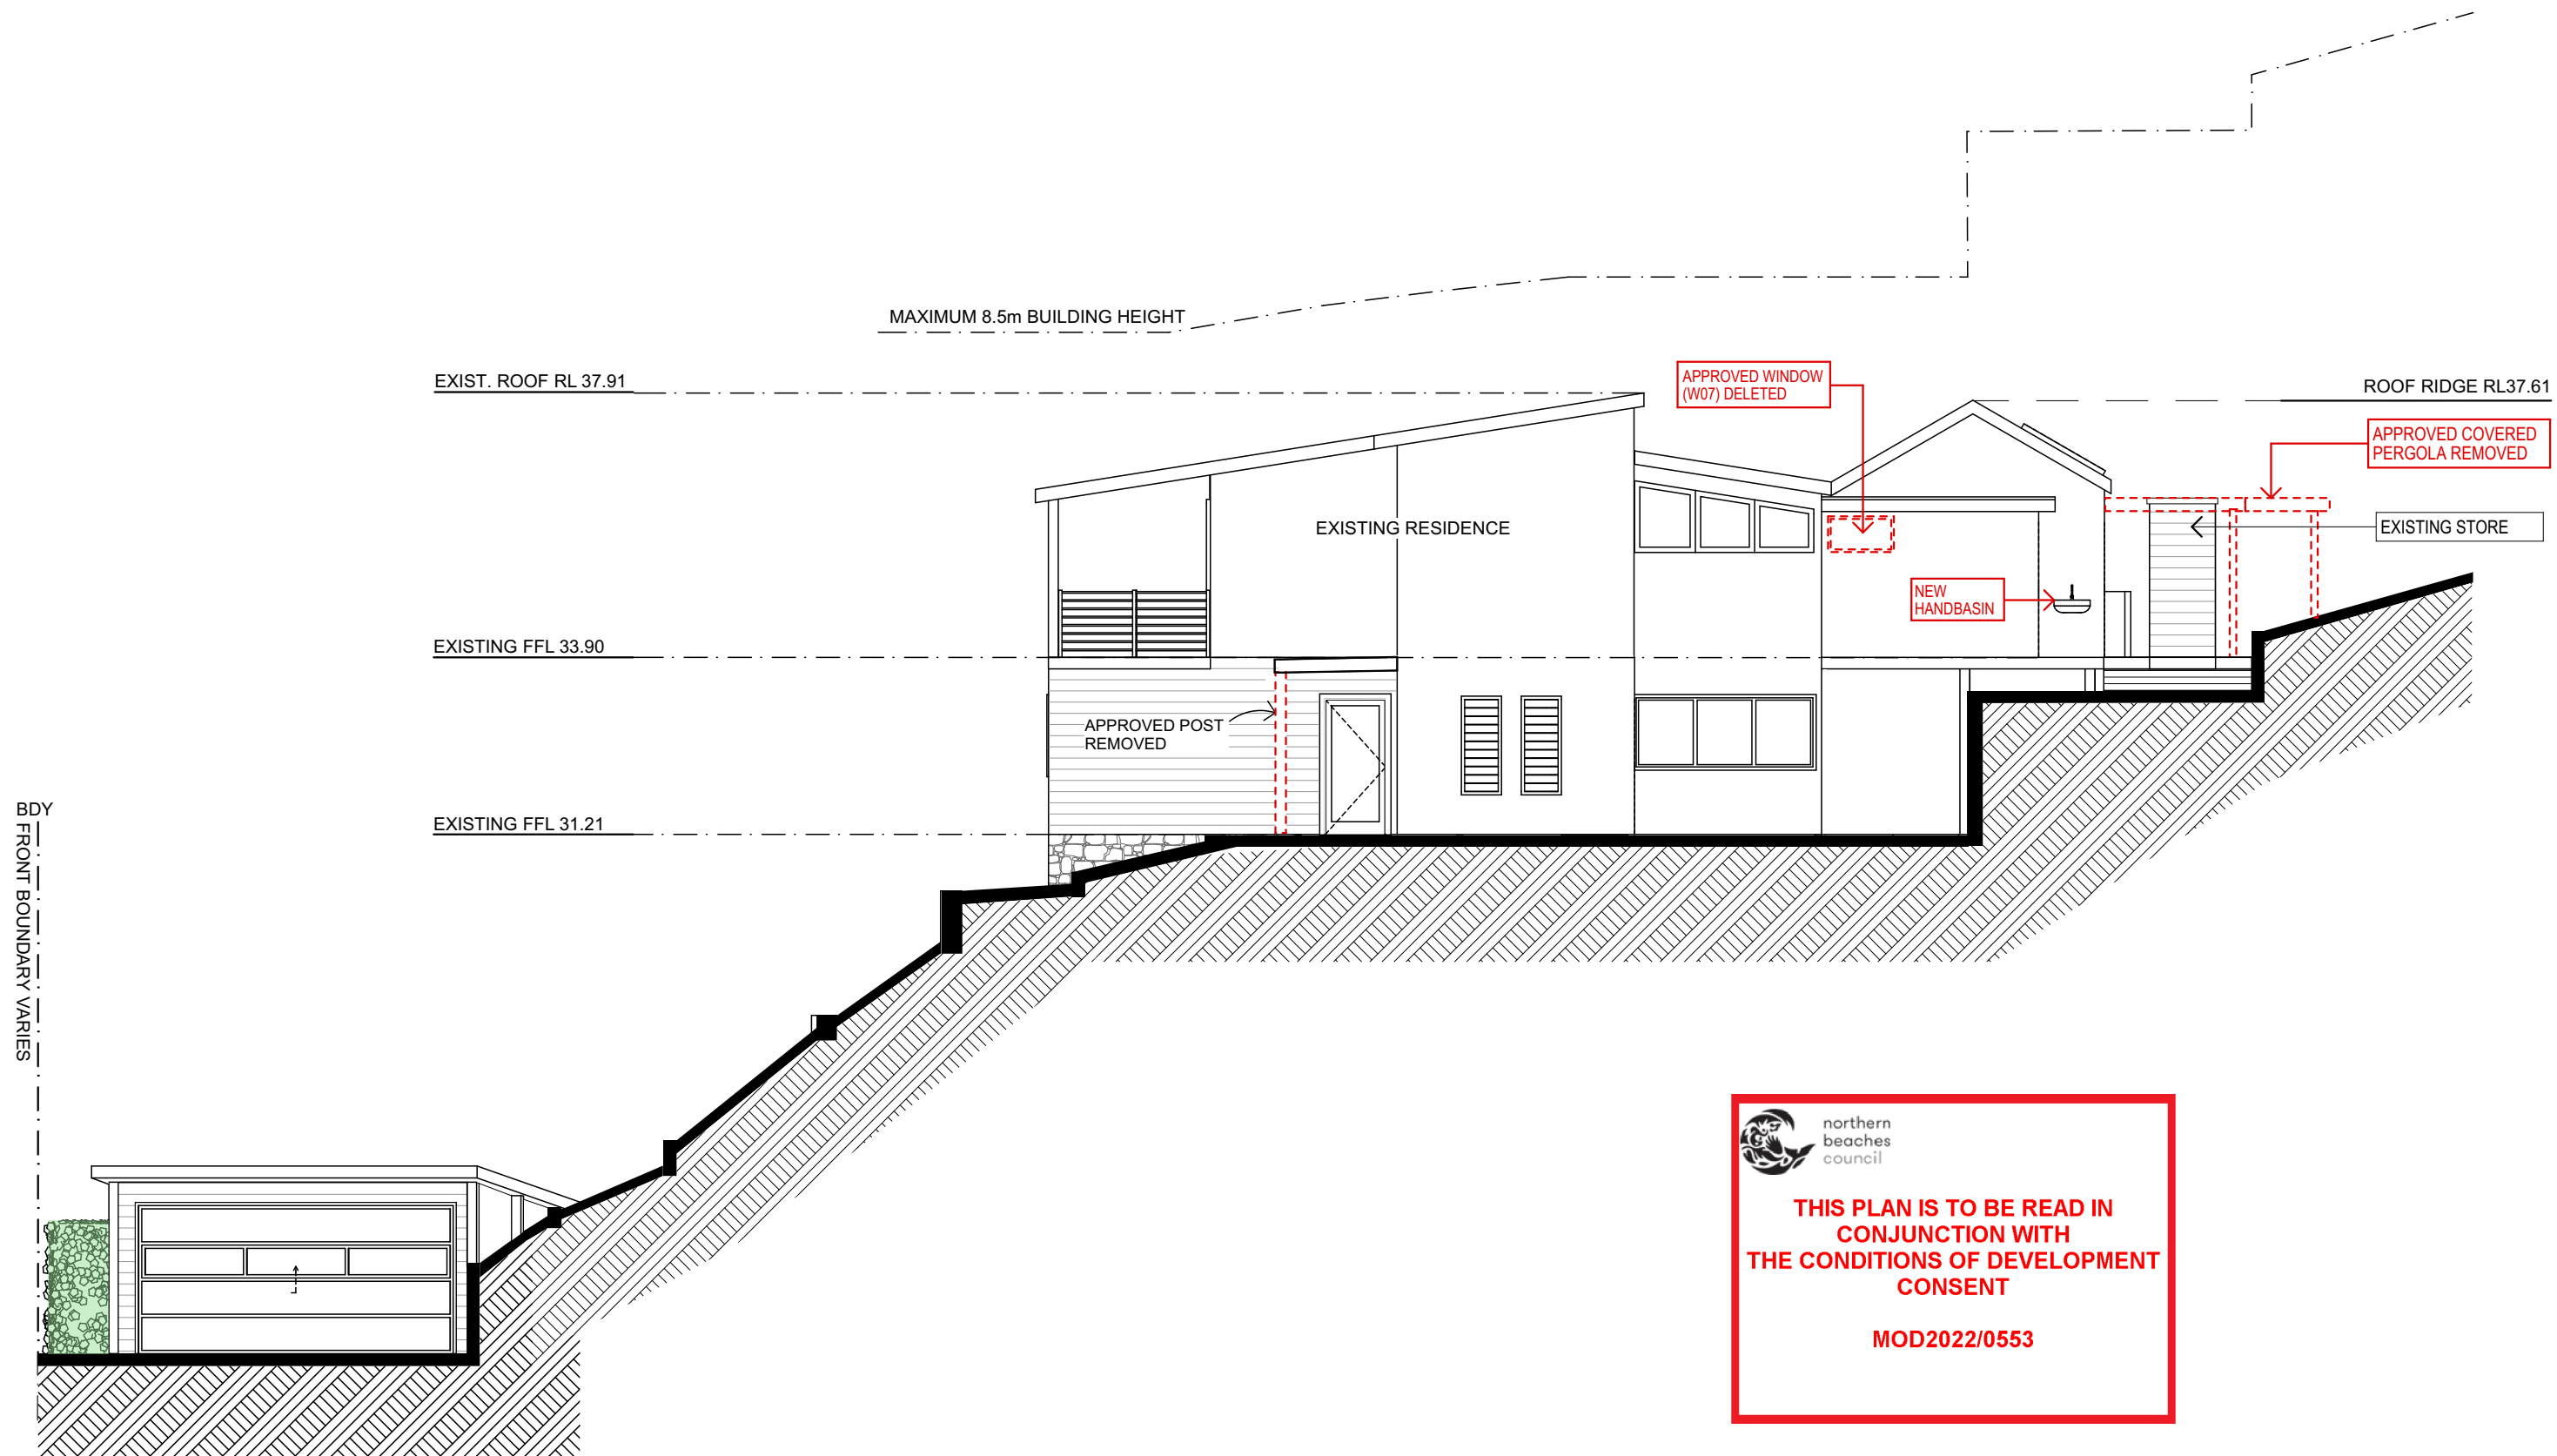 MAXIMUM 8.5m BUILDING HEIGHT
EXIST. ROOF RL 37.91
APPROVED WINDOW
(W07) DELETED
ROOF RIDGE RL37.61
APPROVED COVERED
PERGOLA REMOVED
EXISTING RESIDENCE
EXISTING STORE
NEW
HANDBASIN
EXISTING FFL 33.90
APPROVED POST
REMOVED
BDY
FRONT BOUNDARY VARIES
EXISTING FFL 31.21
northern
beaches
council
THIS PLAN IS TO BE READ IN
CONJUNCTION WITH
THE CONDITIONS OF DEVELOPMENT
CONSENT
MOD2022/0553